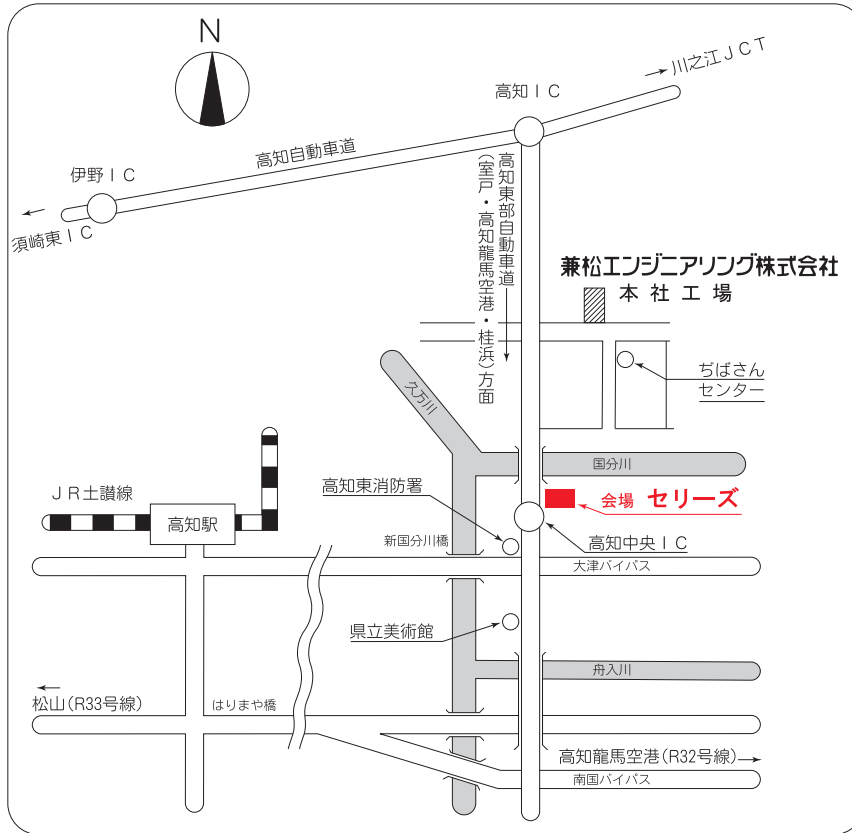 N
→川之江JCT
高知IC
高知自動車道
伊野IC
←
須崎東IC
高知東部自動車道
(室戸・高知龍馬空港・桂浜)方面
兼松エンジニアリング株式会社
本社工場
ぢばさん
センター
久万川
国分川
会場 セリーズ
高知東消防署
JR土讃線
高知駅
新国分川橋
高知中央IC
大津バイパス
県立美術館
舟入川
←
松山(R33号線)
はりまや橋
高知龍馬空港(R32号線)→
南国バイパス